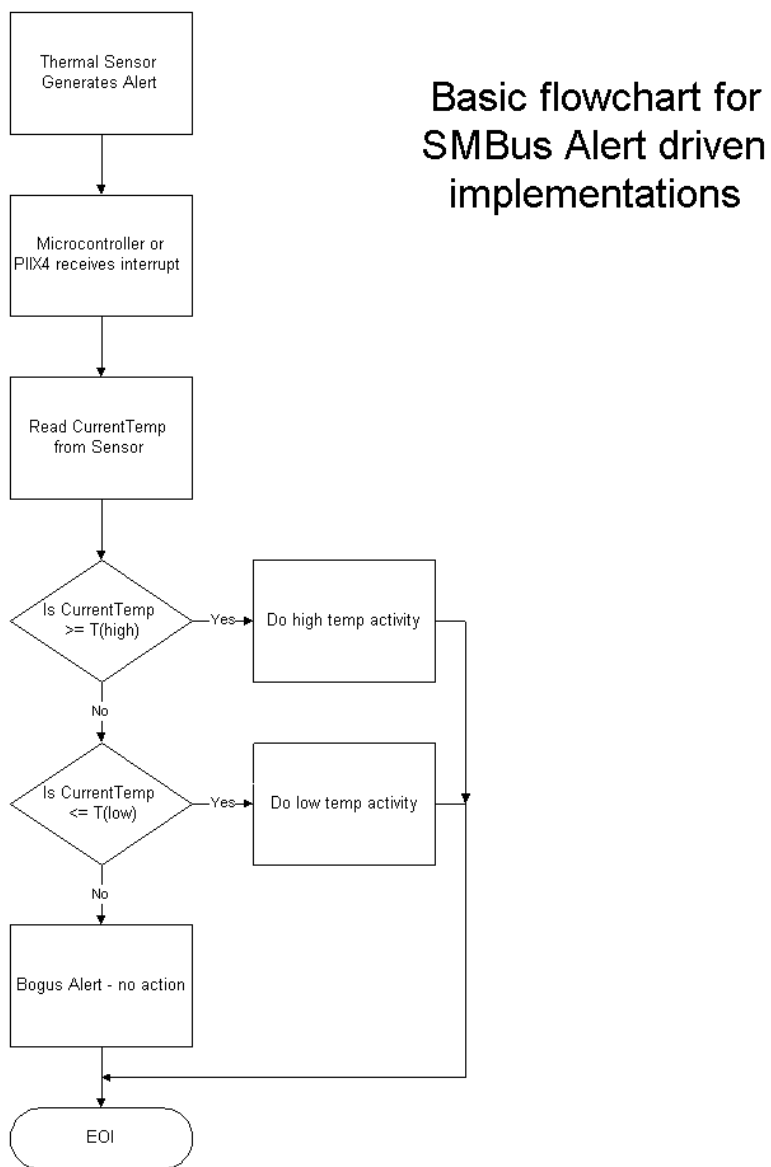 Basic flowchart for
SMBus Alert driven
implementations
Thermal Sensor
Generates Alert
Microcontroller or
PIIX4 receives interrupt
Read CurrentTemp
from Sensor
Is CurrentTemp
>= T(high)
Yes
Do high temp activity
No
Is CurrentTemp
<= T(low)
Yes
Do low temp activity
No
Bogus Alert - no action
EOI